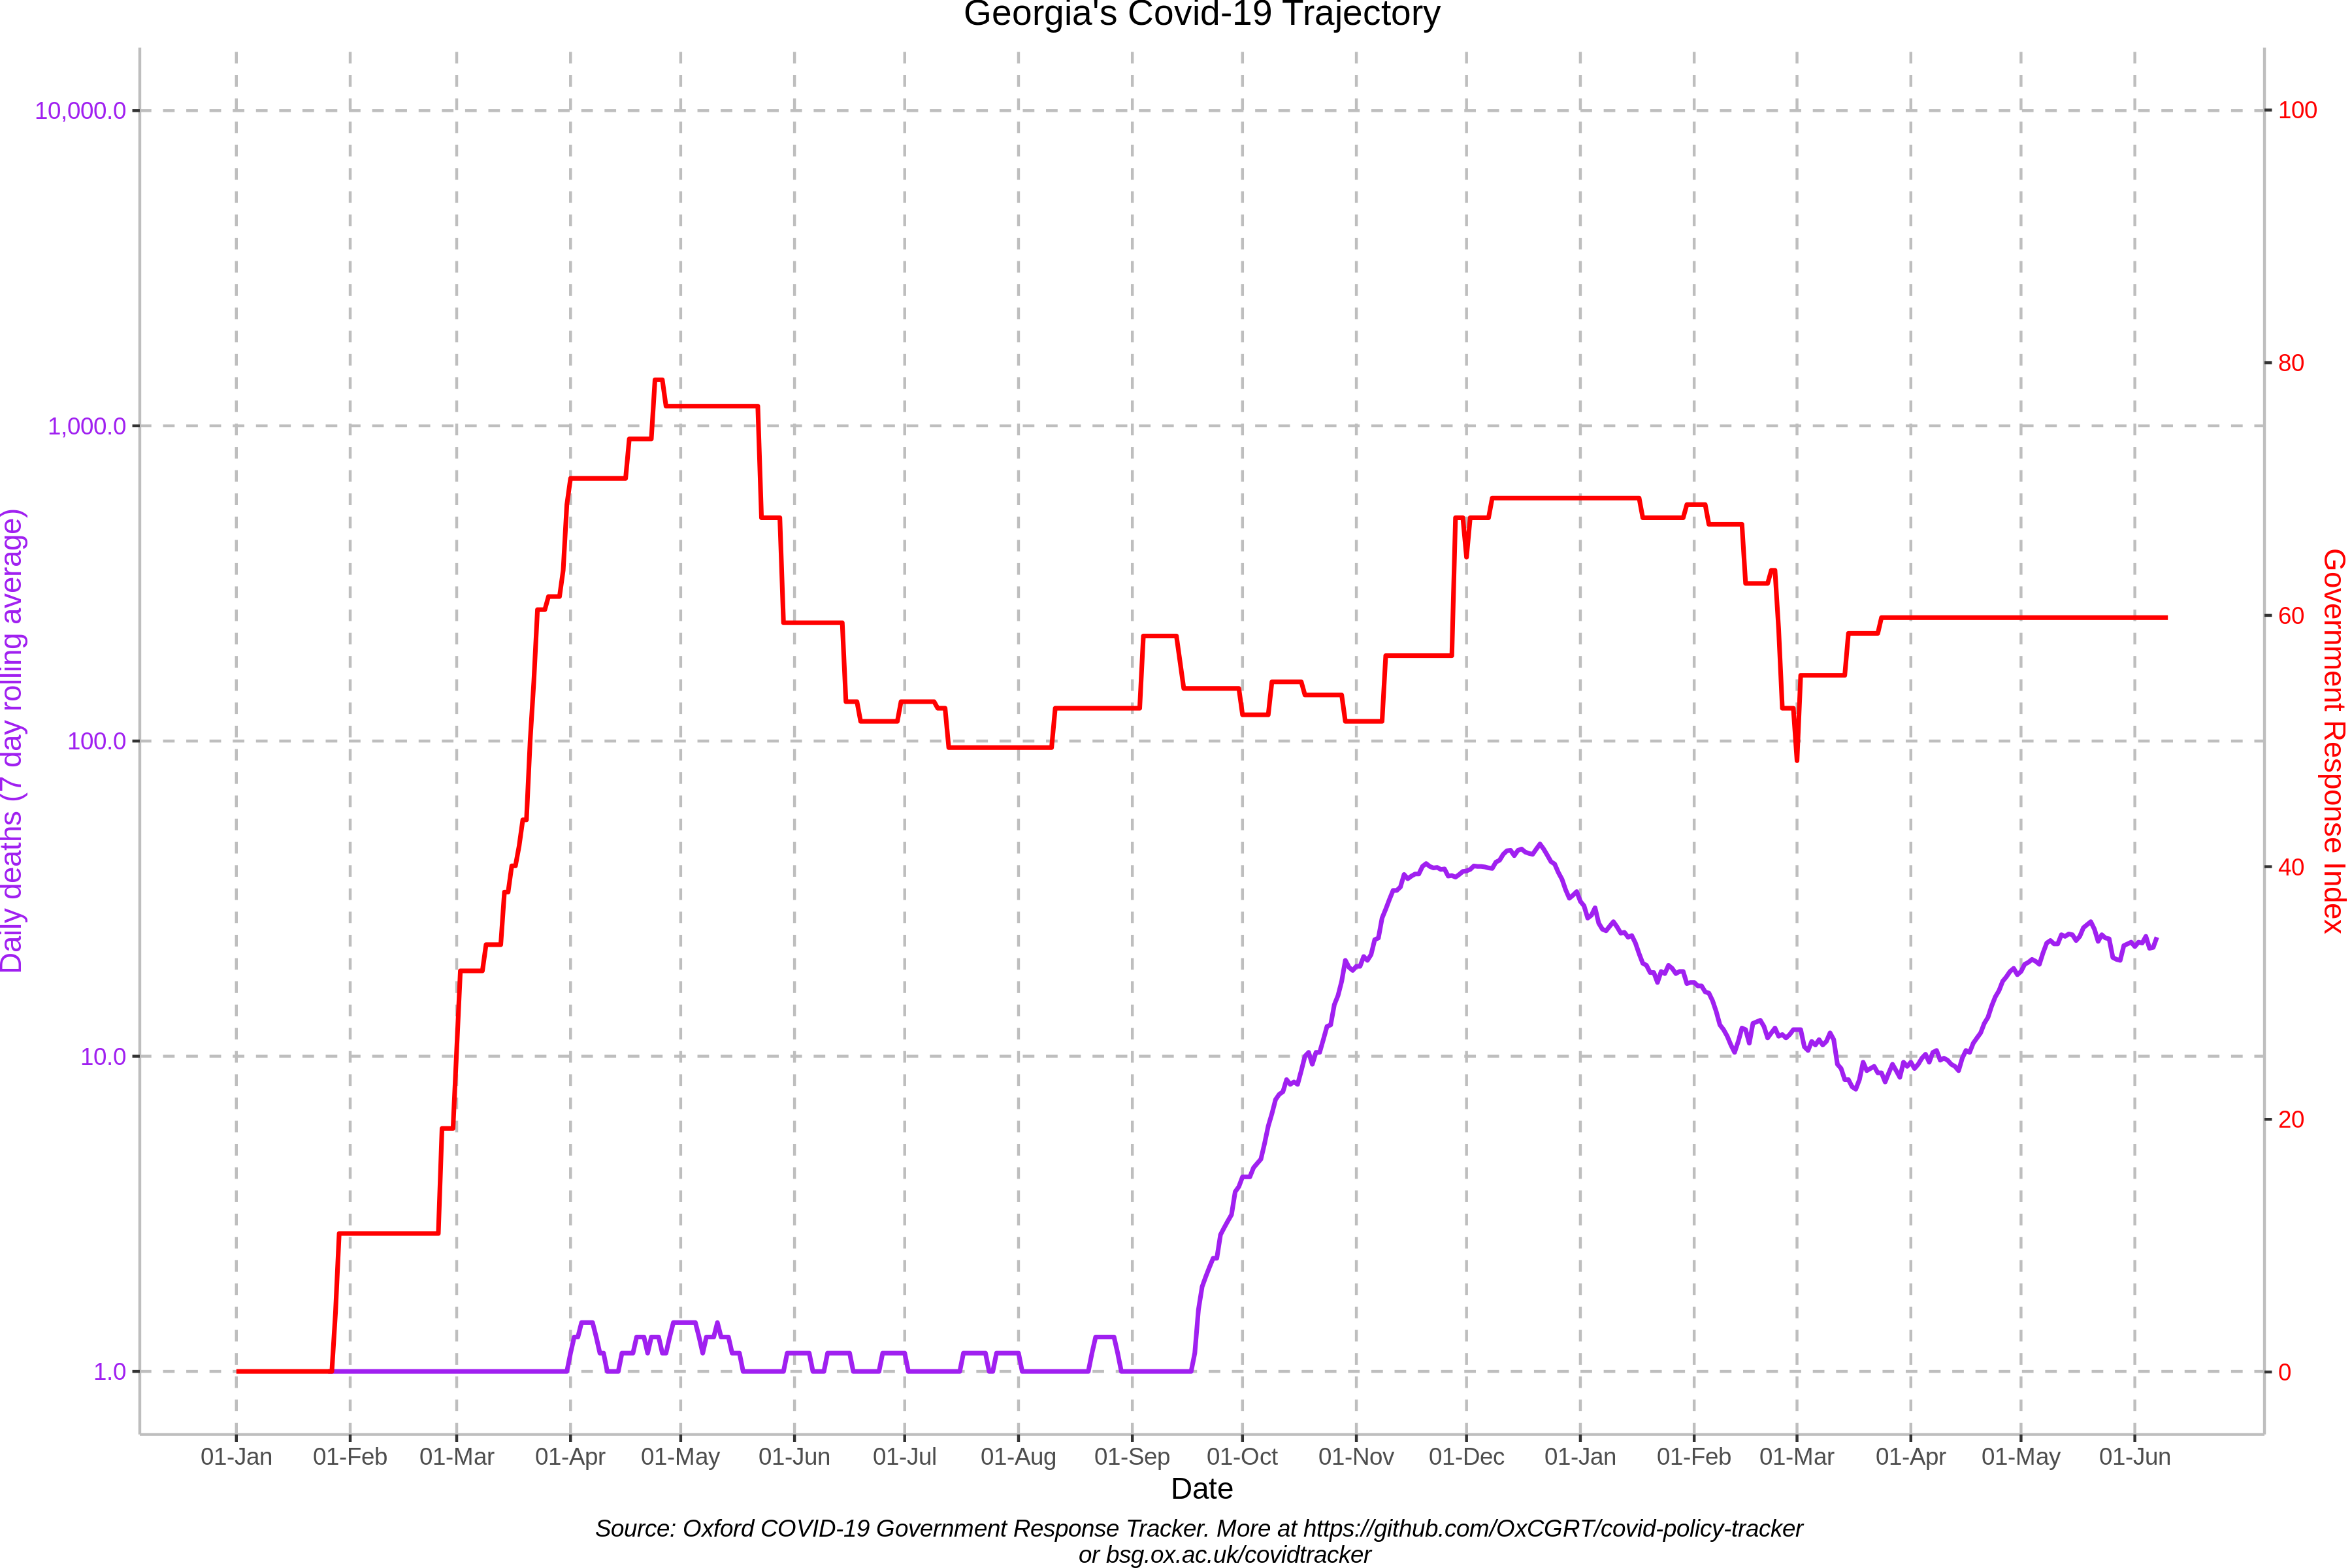 Georgia's Covid-19 Trajectory
10,000.0
1,000.0
100.0
10.0
1.0
Daily deaths (7 day rolling average)
100
80
60
40
20
0
Government Response Index
01-Jan 01-Feb 01-Mar 01-Apr 01-May 01-Jun 01-Jul 01-Aug 01-Sep 01-Oct 01-Nov 01-Dec 01-Jan 01-Feb 01-Mar 01-Apr 01-May 01-Jun
Date
Source: Oxford COVID-19 Government Response Tracker. More at https://github.com/OxCGRT/covid-policy-tracker
or bsg.ox.ac.uk/covidtracker